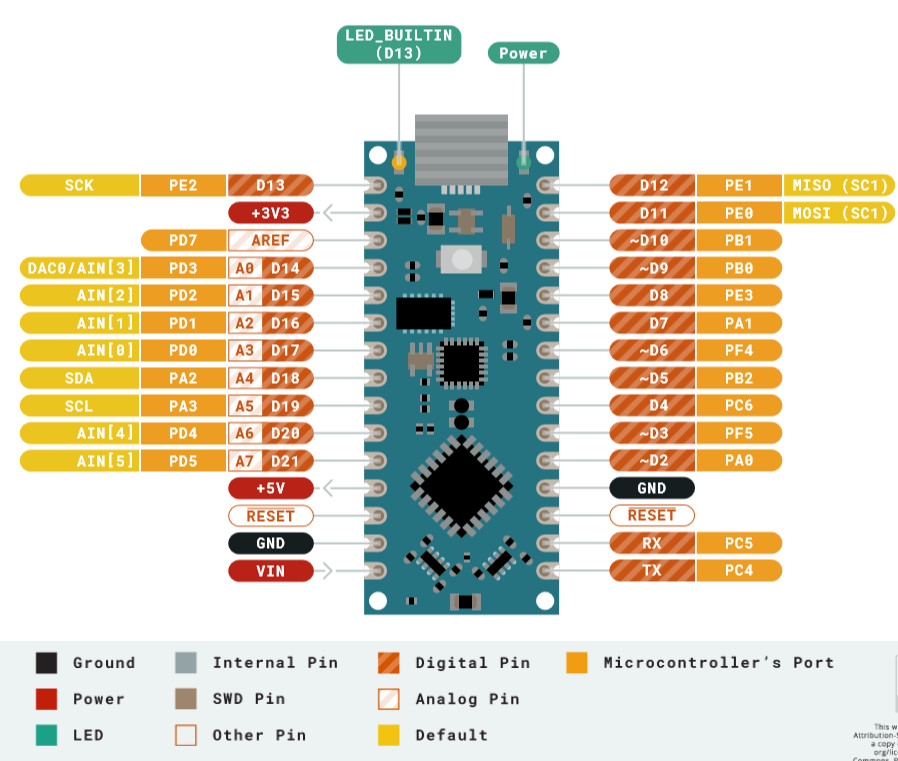 LED_BUILTIN
(D13)
Power
SCK PE2 D13
D12 PE1 MISO (SC1)
+3V3
D11 PE0 MOSI (SC1)
PD7 AREF
~D10 PB1
DAC0/AIN[3] PD3 A0 D14
~D9 PB0
AIN[2] PD2 A1 D15
D8 PE3
AIN[1] PD1 A2 D16
D7 PA1
AIN[0] PD0 A3 D17
~D6 PF4
SDA PA2 A4 D18
~D5 PB2
SCL PA3 A5 D19
D4 PC6
AIN[4] PD4 A6 D20
~D3 PF5
AIN[5] PD5 A7 D21
~D2 PA0
+5V
GND
RESET
RESET
GND
RX PC5
VIN
TX PC4
Ground
Internal Pin
Digital Pin
Microcontroller's Port
Power
SWD Pin
Analog Pin
LED
Other Pin
Default
This w
Attribution-S
a copy
org/lic
Commons, P